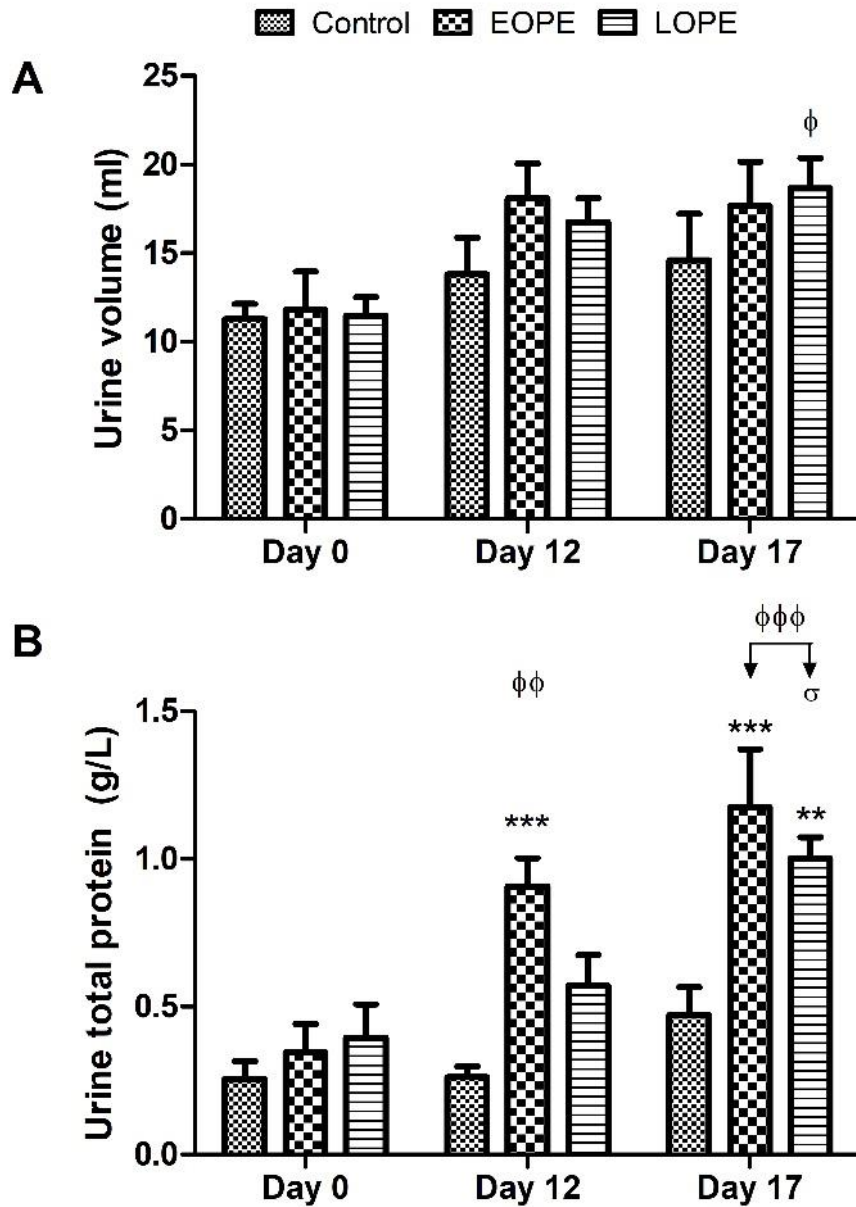 Control EOPE LOPE
A
Urine volume (ml)
25
20
15
10
5
0
ϕ
Day 0 Day 12 Day 17
B
Urine total protein (g/L)
1.5
1.0
0.5
0.0
ϕϕϕ
ϕϕ
σ
***
***
**
Day 0 Day 12 Day 17